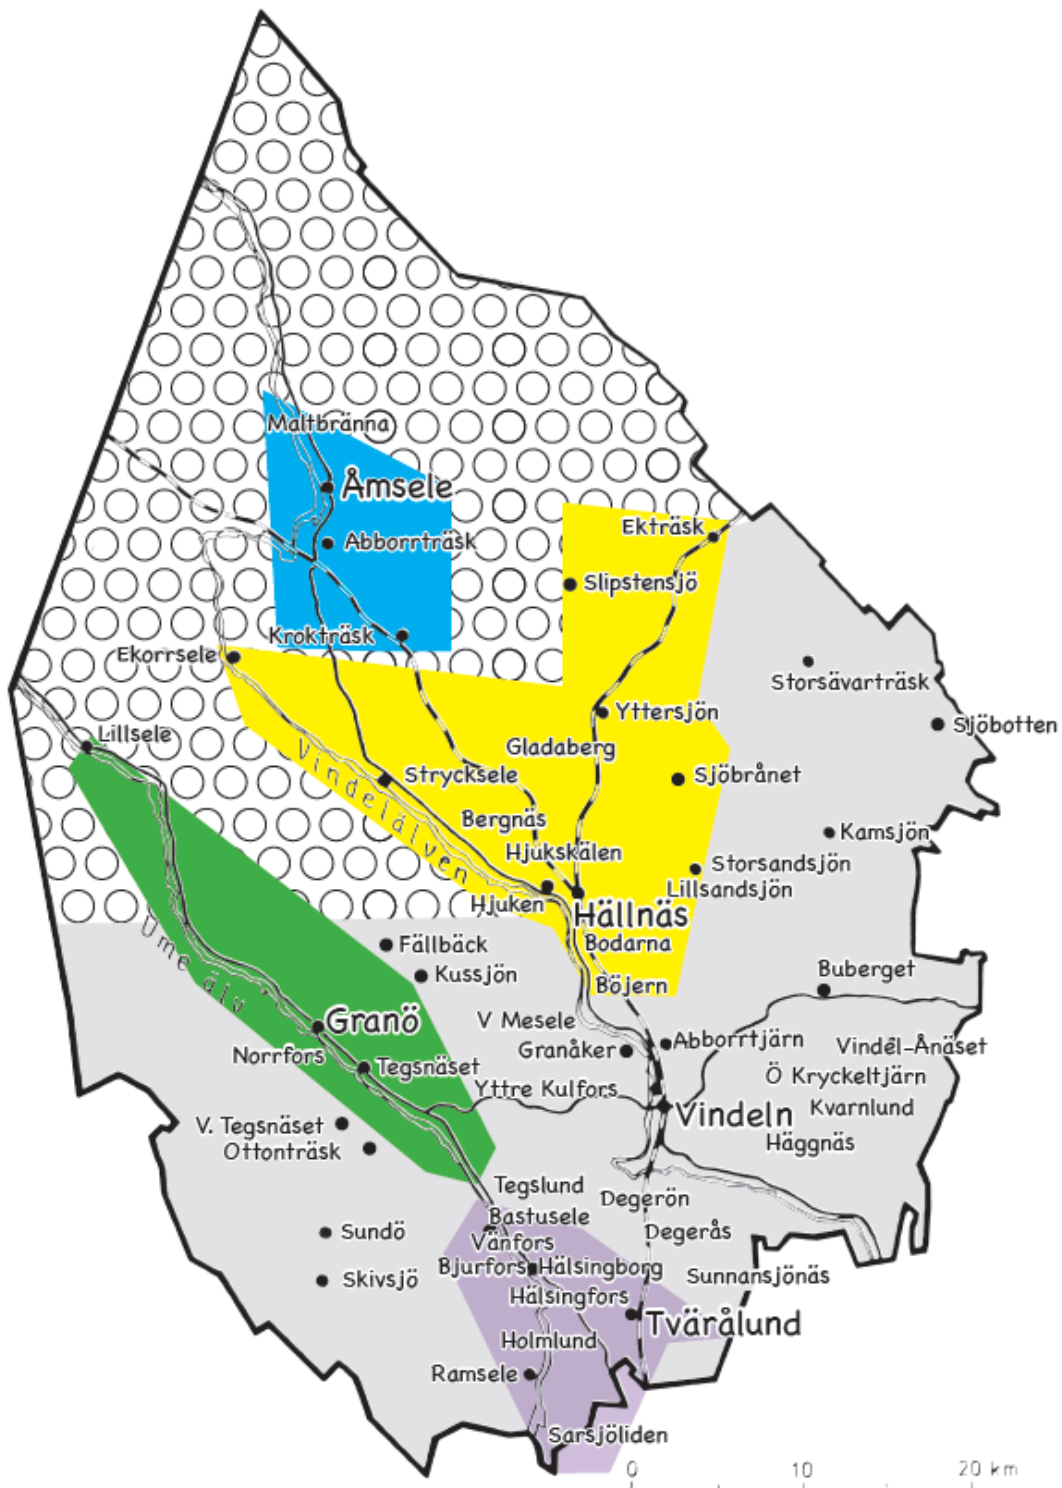 Maltbränna
Åmsele
Ekträsk
Abborrträsk
Slipstensjö
Krokträsk
Ekorrsele
Storsävarträsk
Yttersjön
Sjöbotten
Lillsele
Gladaberg
Vindelälven
Strycksele
Sjöbrånet
Bergnäs
Kamsjön
Hjukskälen
Storsandsjön
Lillsandsjön
Hjuken
Hällnäs
Ume älv
Fällbäck
Bodarna
Kussjön
Buberget
Böjern
Granö
V Mesele
Abborrtjärn
Vindel-Ånäset
Norrfors
Granåker
Tegsnäset
Ö Kryckeltjärn
Yttre Kulfors
Kvarnlund
Vindeln
V. Tegsnäset
Häggnäs
Ottonträsk
Tegslund
Degerön
Bastusele
Sundö
Degerås
Vänfors
Bjurfors
Hälsingborg
Skivsjö
Sunnansjönäs
Hälsingfors
Tvärålund
Holmlund
Ramsele
Sarsjöliden
0 10 20 km